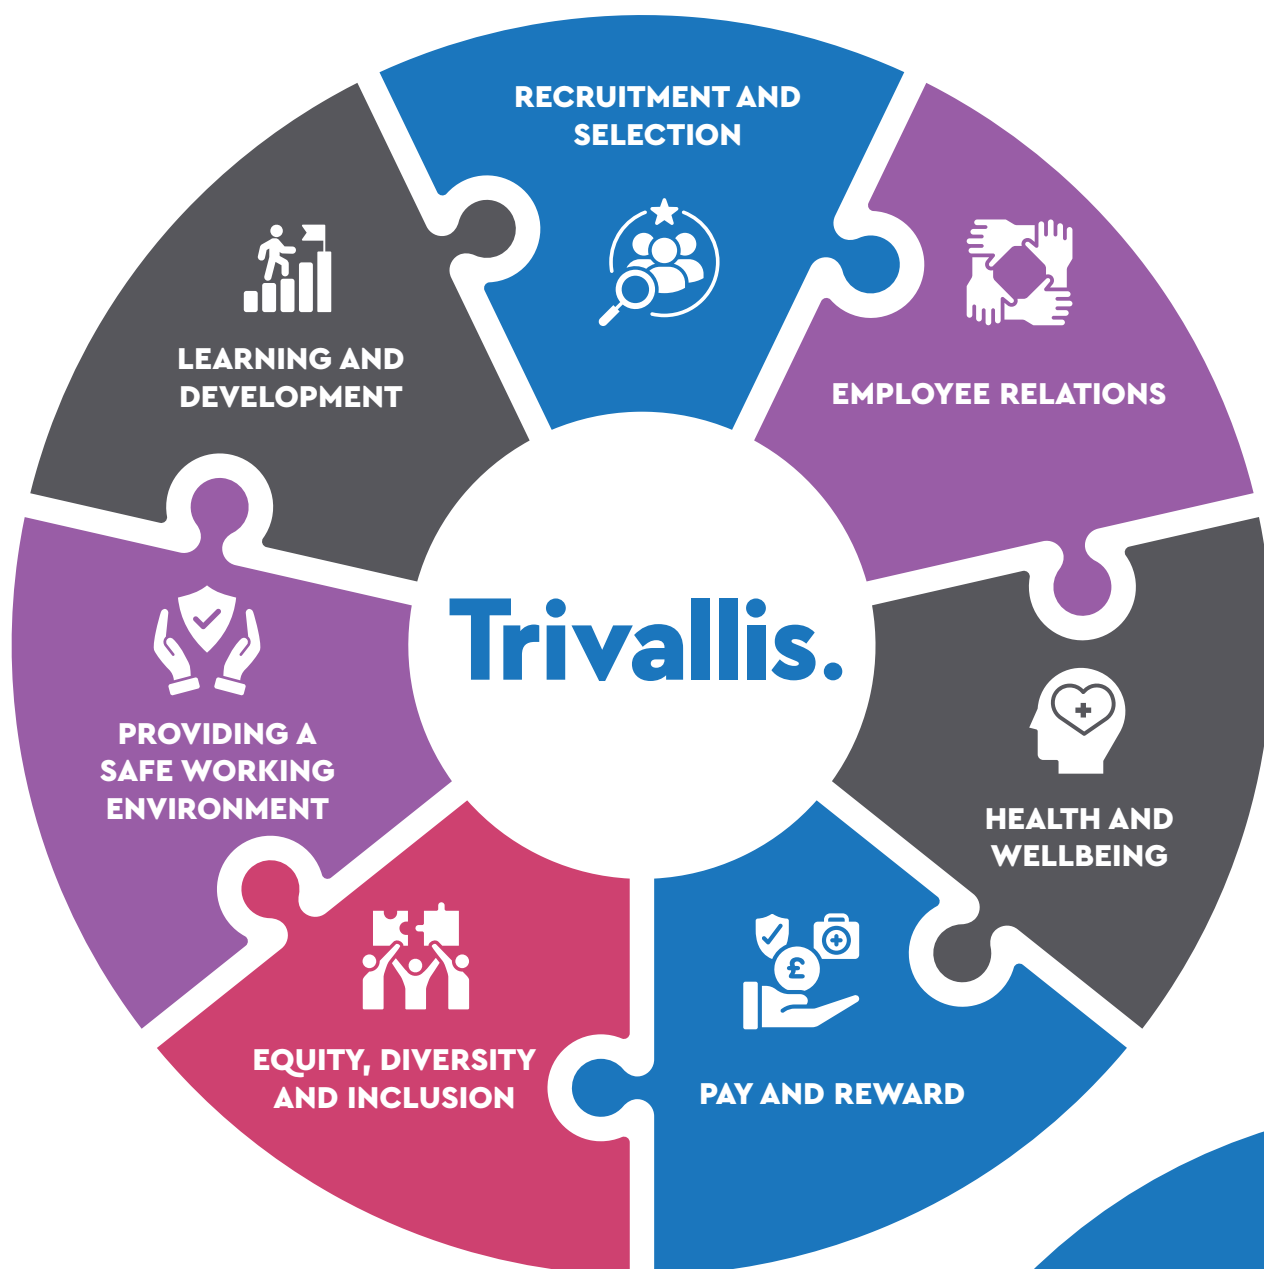 RECRUITMENT AND
SELECTION
EMPLOYEE RELATIONS
HEALTH AND
WELLBEING
PAY AND REWARD
EQUITY, DIVERSITY
AND INCLUSION
PROVIDING A
SAFE WORKING
ENVIRONMENT
LEARNING AND
DEVELOPMENT
Trivallis.
£